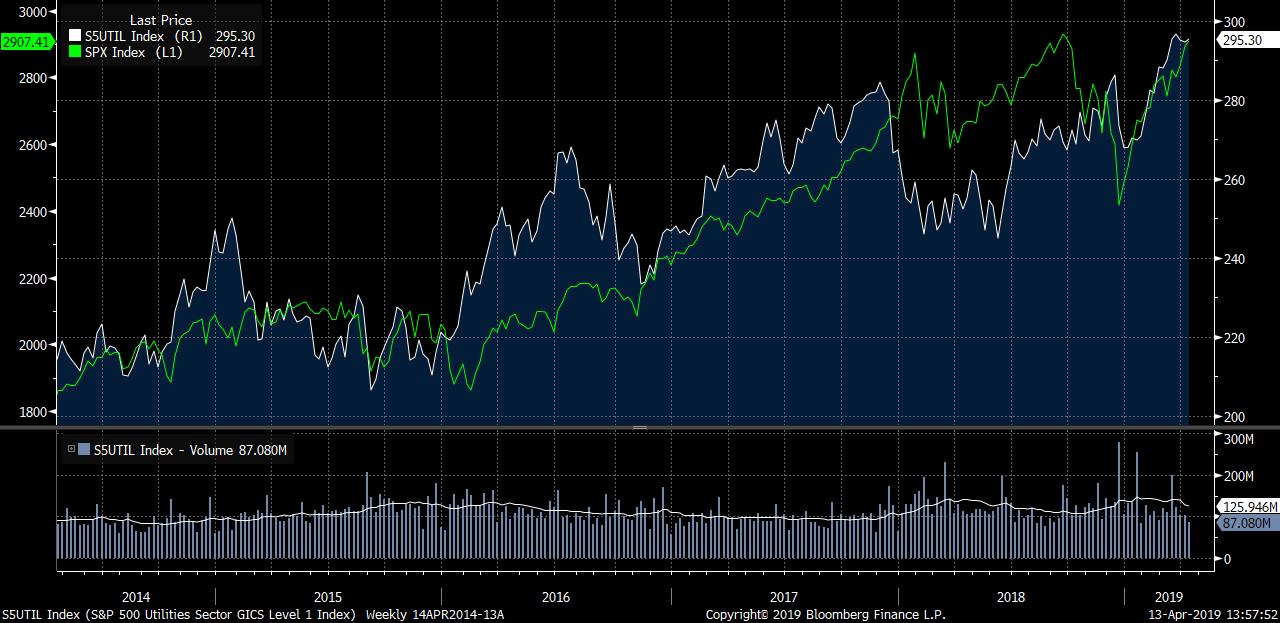 Last Price
S5UTIL Index (R1) 295.30
SPX Index (L1) 2907.41
3000
2907.41
2800
2600
2400
2200
2000
1800
300
295.30
280
260
240
220
200
S5UTIL Index - Volume 87.080M
300M
200M
125.946M
87.080M
0
2014 2015 2016 2017 2018 2019
S5UTIL Index (S&P 500 Utilities Sector GICS Level 1 Index) Weekly 14APR2014-13A Copyright© 2019 Bloomberg Finance L.P. 13-Apr-2019 13:57:52